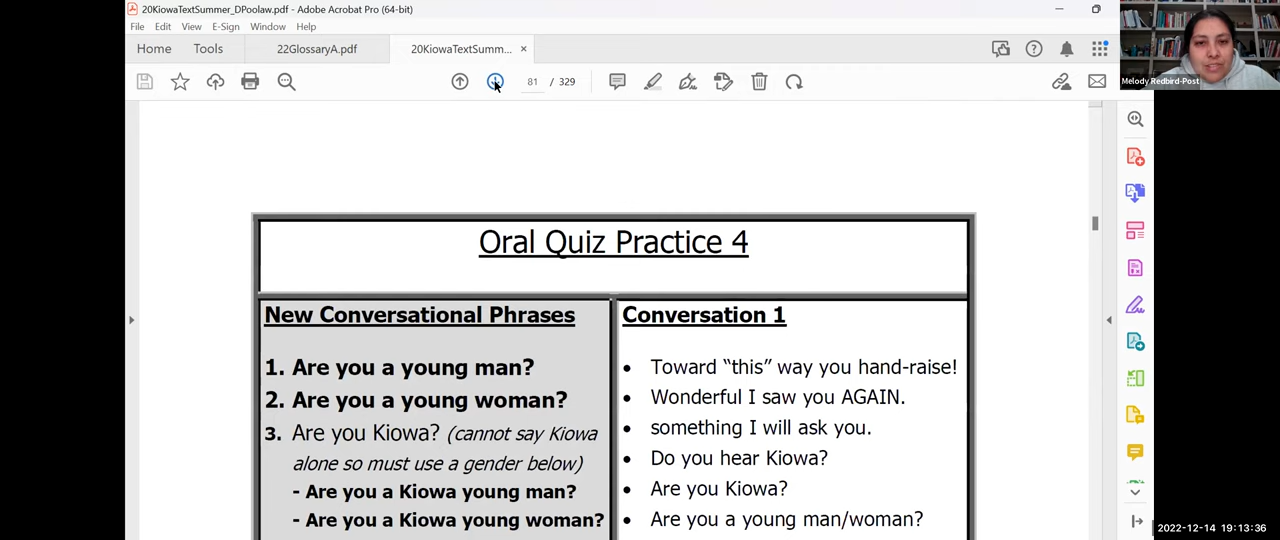 20KiowaTextSummer_DPoolaw.pdf - Adobe Acrobat Pro (64-bit)
File Edit View E-Sign Window Help
Home Tools 22GlossaryA.pdf 20KiowaTextSumm... ×
81 / 329
Melody Redbird-Post
Oral Quiz Practice 4
New Conversational Phrases
1. Are you a young man?
2. Are you a young woman?
3. Are you Kiowa? (cannot say Kiowa
alone so must use a gender below)
- Are you a Kiowa young man?
- Are you a Kiowa young woman?
Conversation 1
• Toward “this” way you hand-raise!
• Wonderful I saw you AGAIN.
• something I will ask you.
• Do you hear Kiowa?
• Are you Kiowa?
• Are you a young man/woman?
2022-12-14 19:13:36